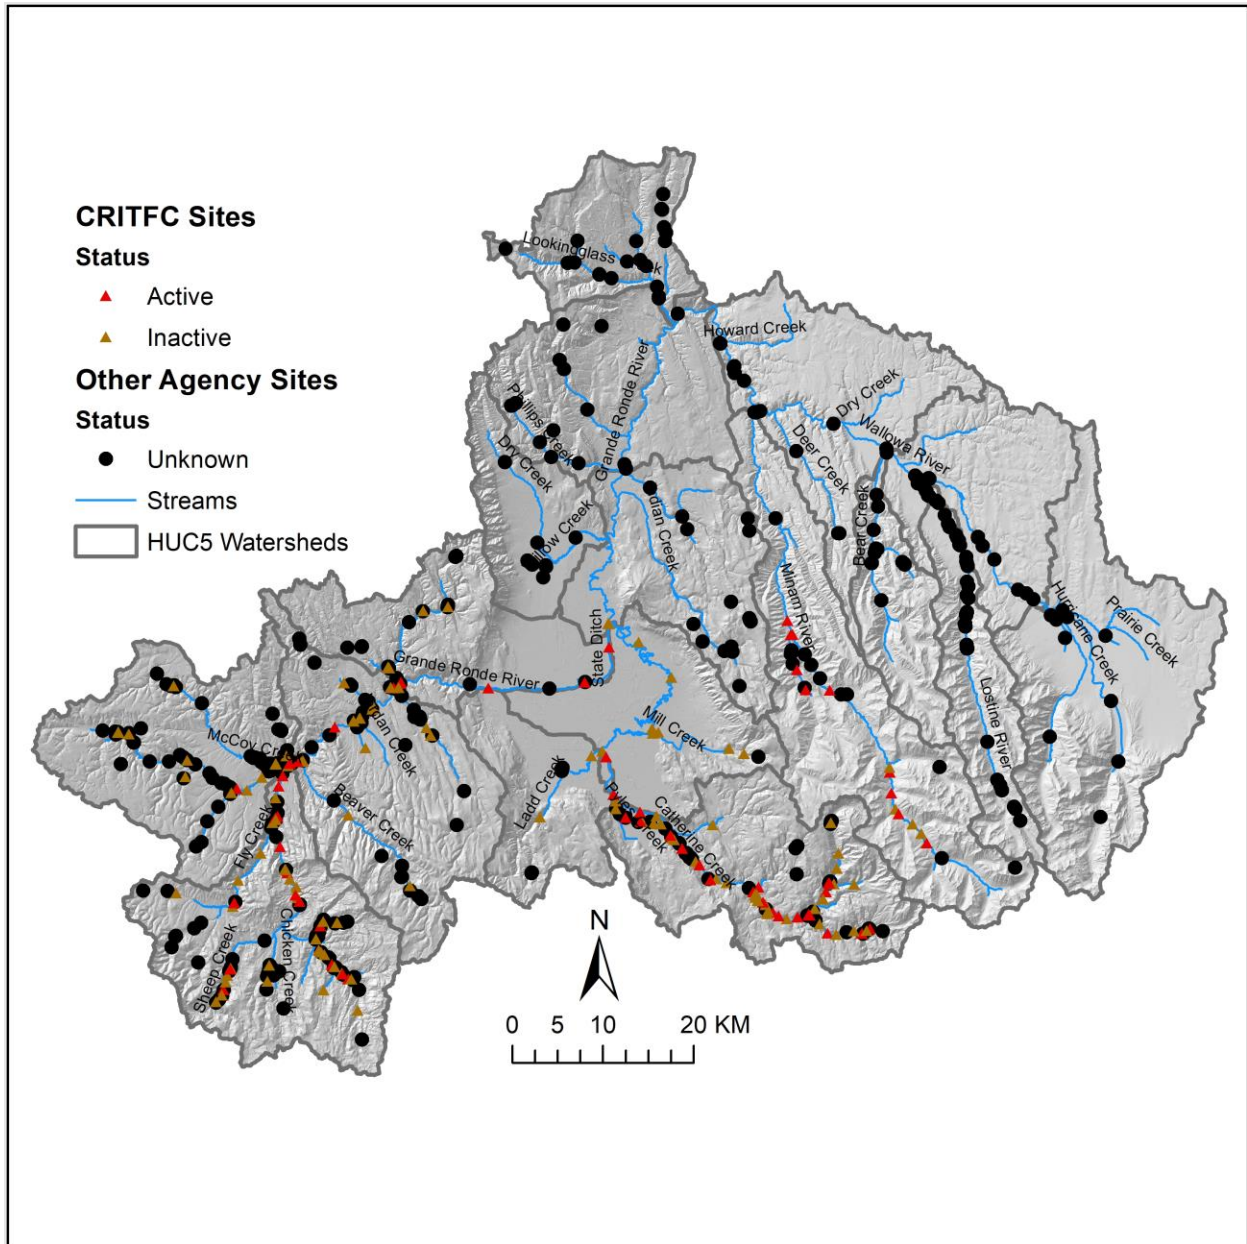 CRITFC Sites
Status
Active
Inactive
Other Agency Sites
Status
Unknown
Streams
HUC5 Watersheds
Lookingglass
Howard Creek
Grande Ronde River
Dry Creek
Phillips Creek
Deer Creek
Wallowa River
Dry Creek
Bear Creek
Minam River
Hurricane Creek
Prairie Creek
State Ditch
Grande Ronde River
Lostine River
Mill Creek
McCoy
Beaver Creek
Ladd Creek
Catherine Creek
Fly Creek
Sheep Creek
Chicken Creek
N
0 5 10 20 KM